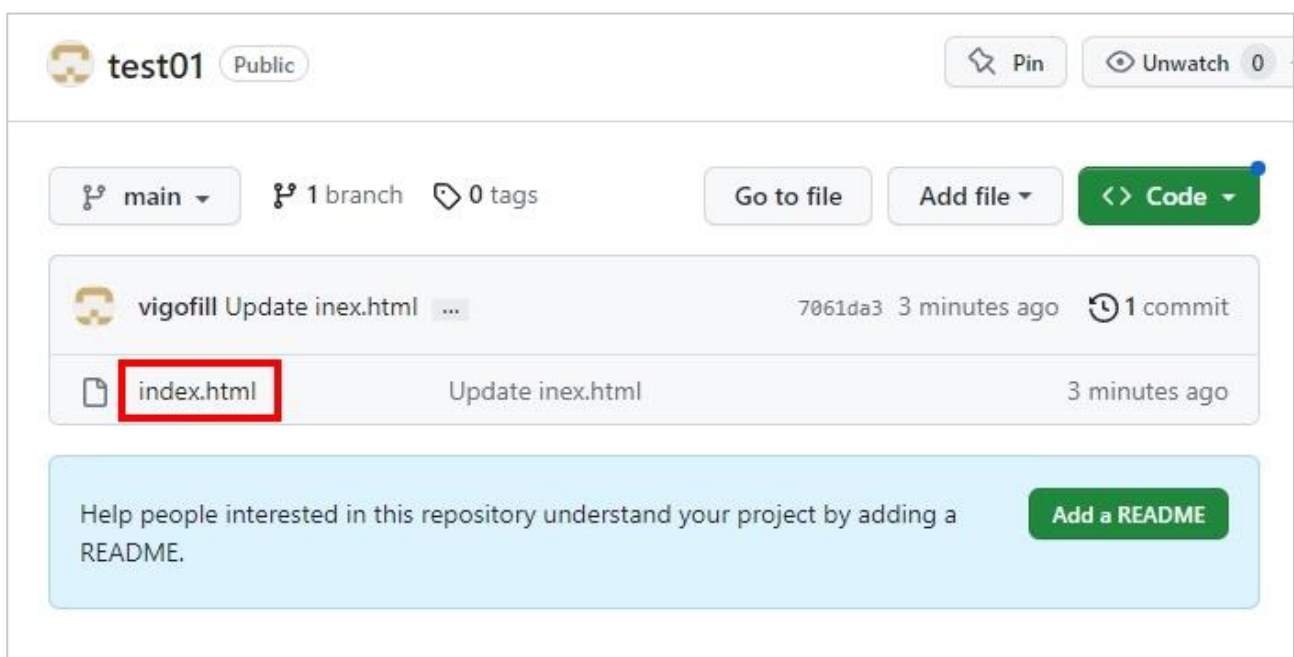 test01 Public Pin Unwatch 0
main 1 branch 0 tags Go to file Add file <> Code
vigofill Update inex.html ... 7061da3 3 minutes ago 1 commit
index.html Update inex.html 3 minutes ago
Help people interested in this repository understand your project by adding a Add a README
README.